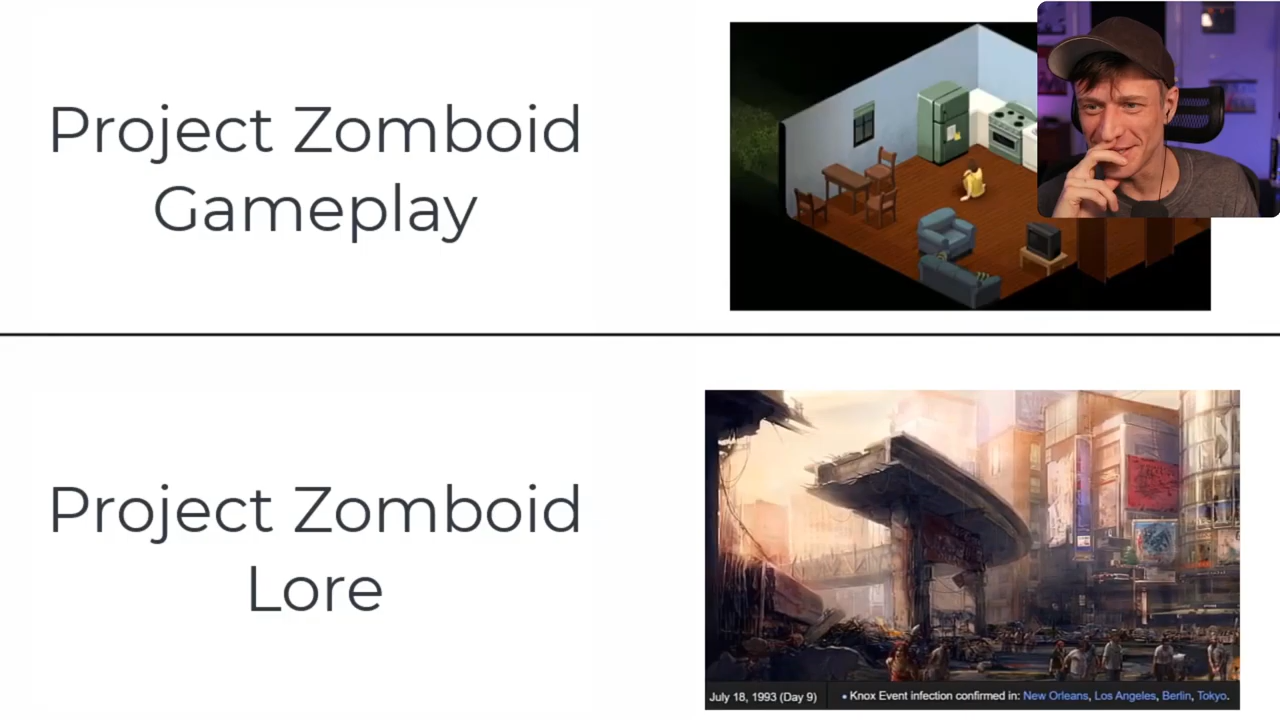 Project Zomboid
Gameplay
Project Zomboid
Lore
July 18, 1993 (Day 9)
• Knox Event infection confirmed in: New Orleans, Los Angeles, Berlin, Tokyo.